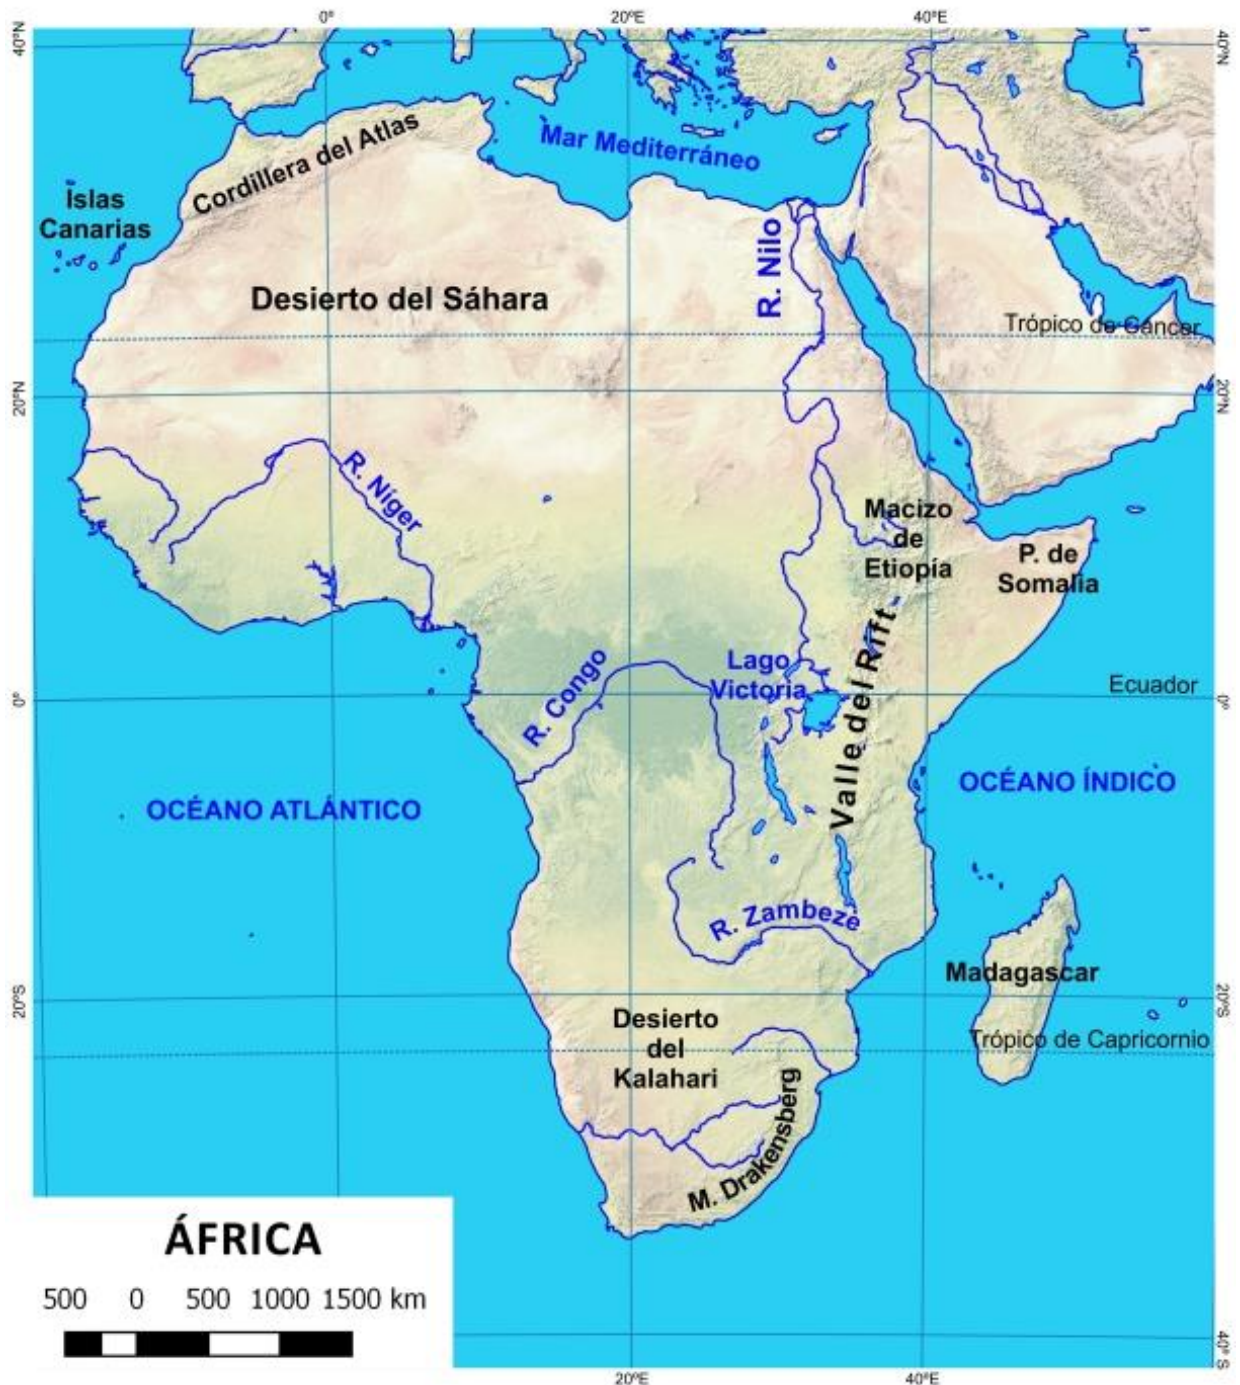 0°
20°E
40°E
40°N
40°N
Mar Mediterráneo
Cordillera del Atlas
Islas
Canarias
R. Nilo
Desierto del Sáhara
Trópico de Cáncer
20°N
20°N
R. Níger
Macizo
de
Etiopía
P. de
Somalia
Valle del Rift
Lago
Victoria
R. Congo
Ecuador
0°
0°
OCÉANO ATLÁNTICO
OCÉANO ÍNDICO
R. Zambeze
Madagascar
20°S
20°S
Desierto
del
Kalahari
Trópico de Capricornio
M. Drakensberg
ÁFRICA
500 0 500 1000 1500 km
40° S
20°E
40°E